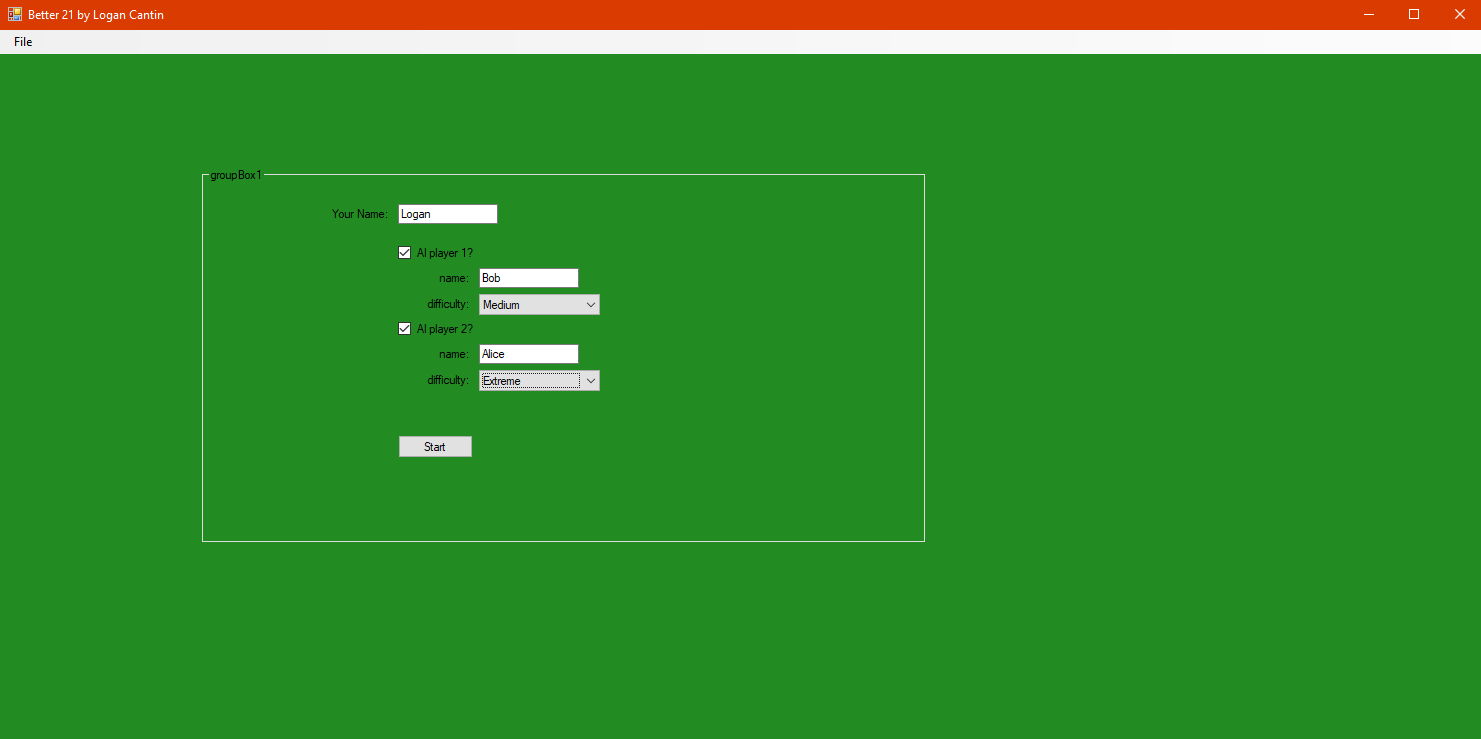 Better 21 by Logan Cantin
File
groupBox1
Your Name: Logan
AI player 1?
name: Bob
difficulty: Medium
AI player 2?
name: Alice
difficulty: Extreme
Start